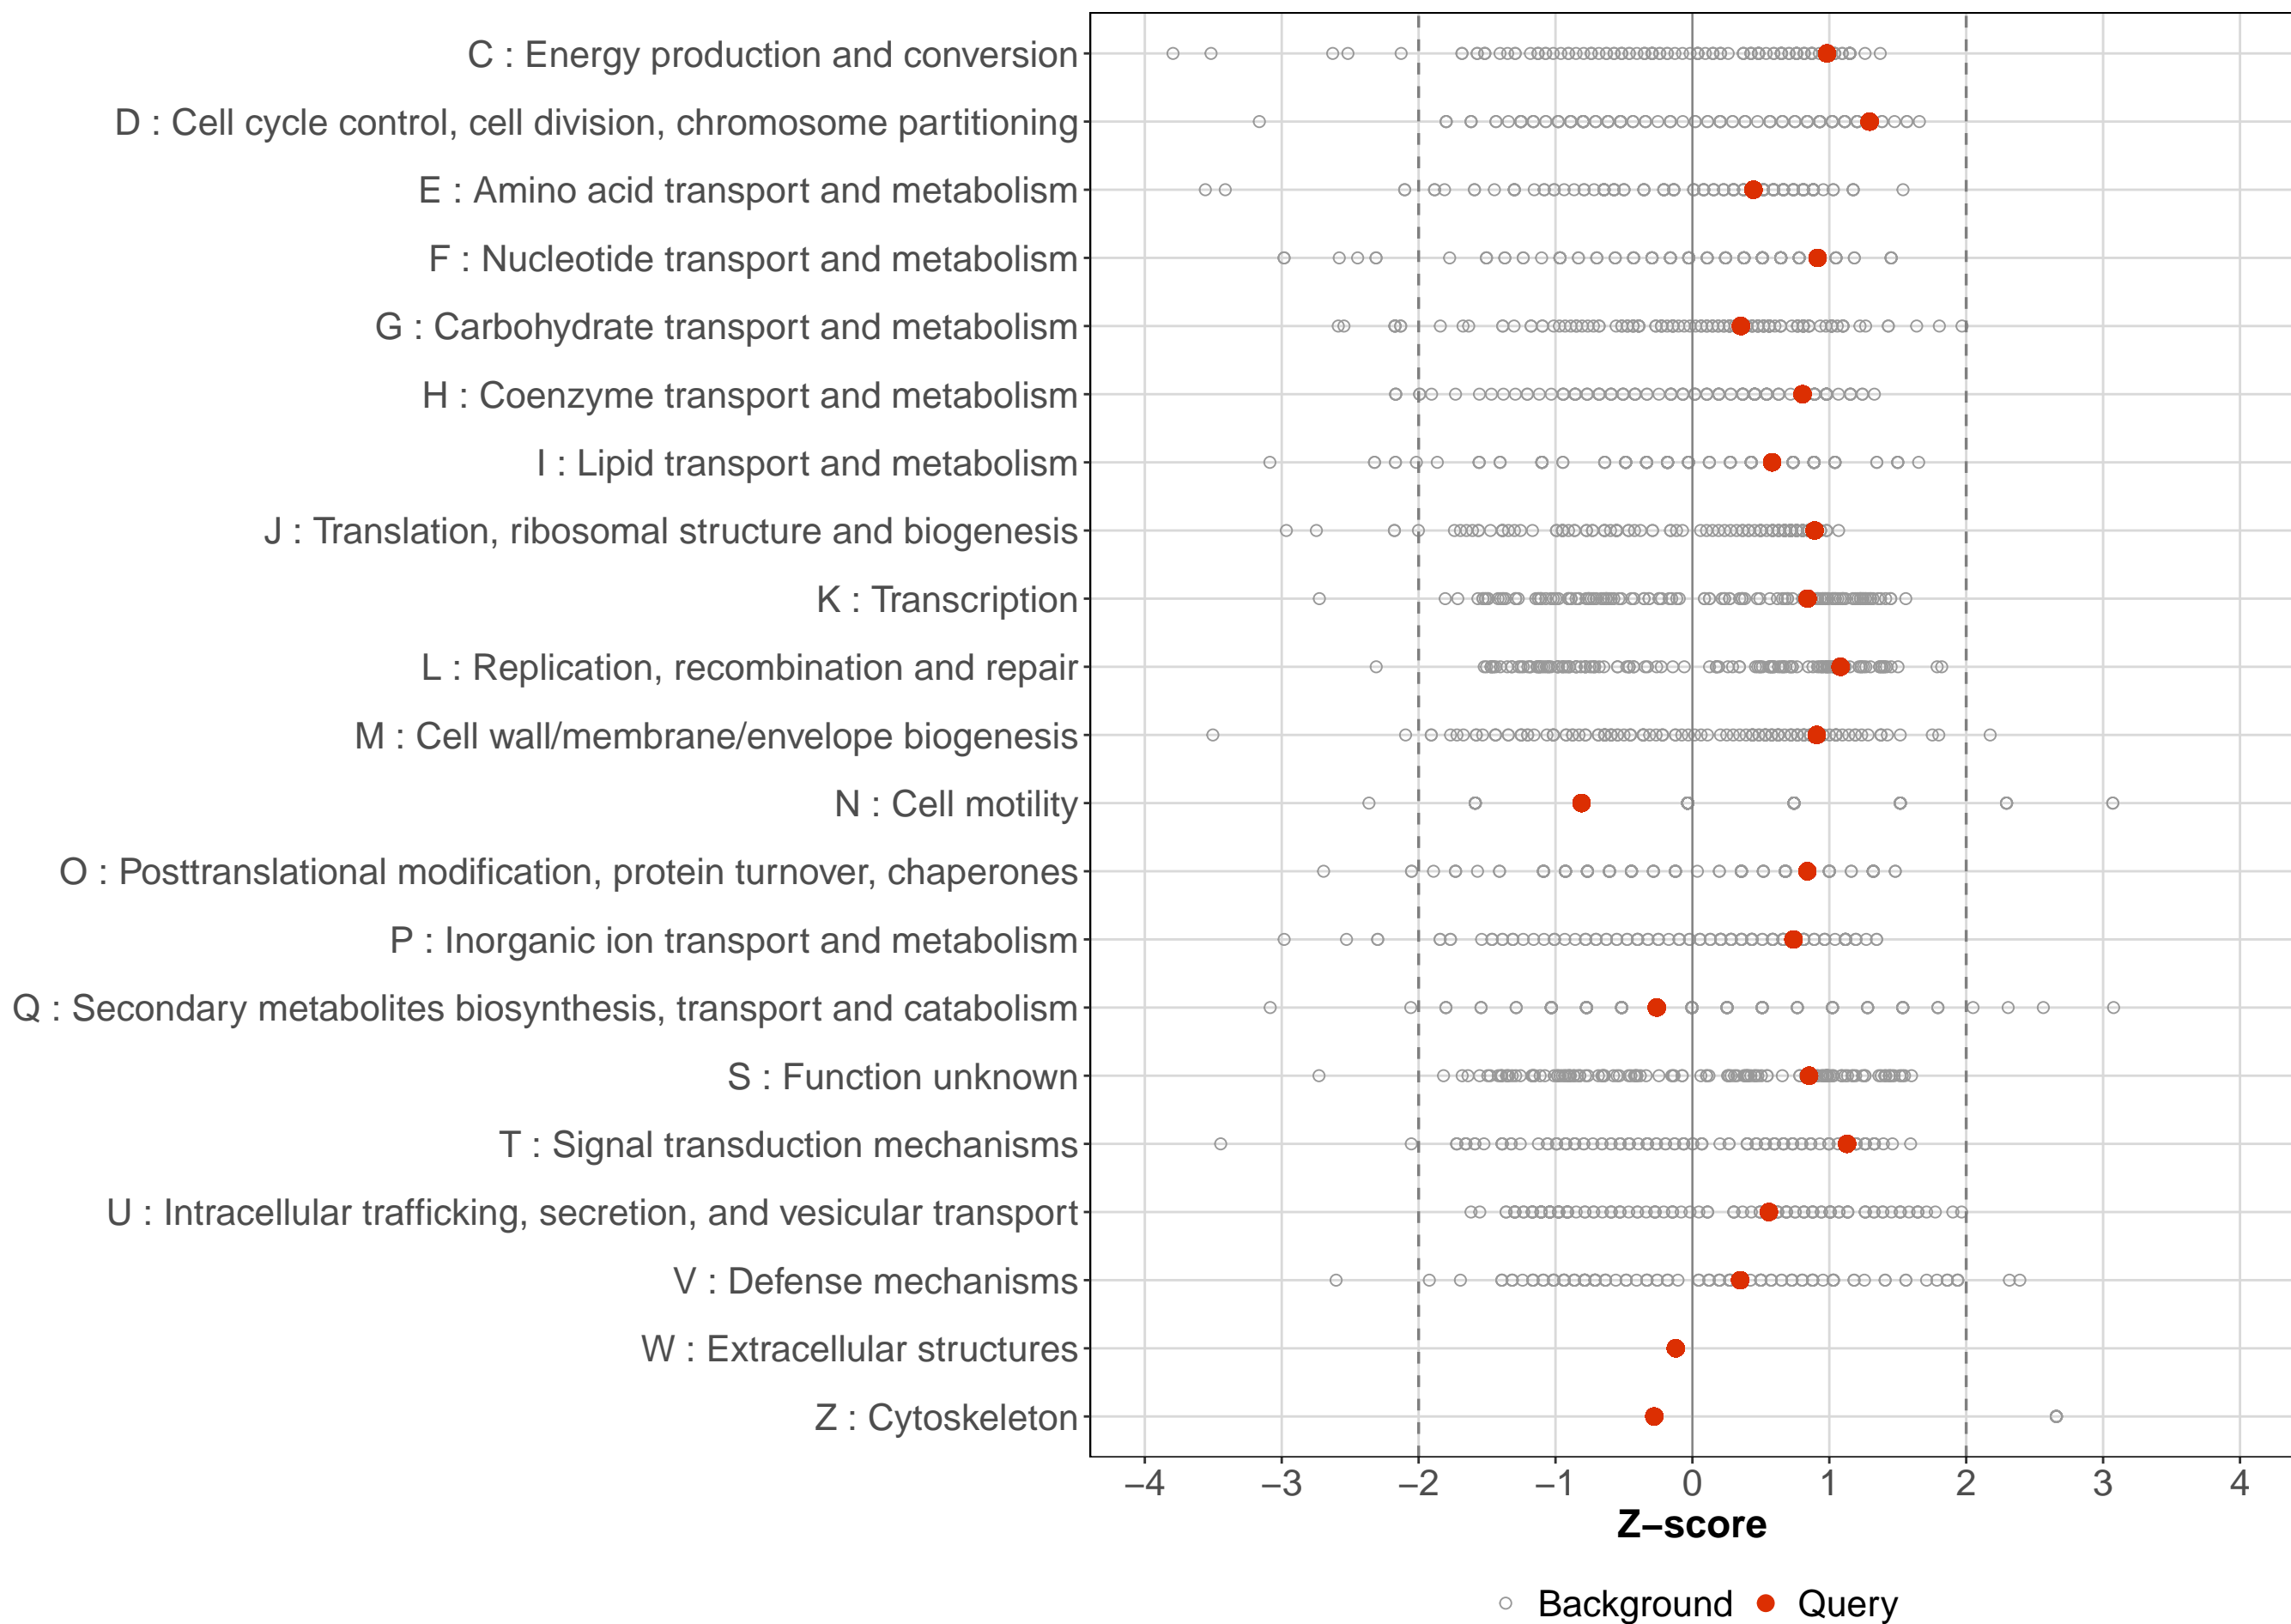 C : Energy production and conversion
D : Cell cycle control, cell division, chromosome partitioning
E : Amino acid transport and metabolism
F : Nucleotide transport and metabolism
G : Carbohydrate transport and metabolism
H : Coenzyme transport and metabolism
I : Lipid transport and metabolism
J : Translation, ribosomal structure and biogenesis
K : Transcription
L : Replication, recombination and repair
M : Cell wall/membrane/envelope biogenesis
N : Cell motility
O : Posttranslational modification, protein turnover, chaperones
P : Inorganic ion transport and metabolism
Q : Secondary metabolites biosynthesis, transport and catabolism
S : Function unknown
T : Signal transduction mechanisms
U : Intracellular trafficking, secretion, and vesicular transport
V : Defense mechanisms
W : Extracellular structures
Z : Cytoskeleton
−4 −3 −2 −1 0 1 2 3 4
Z−score
Background Query